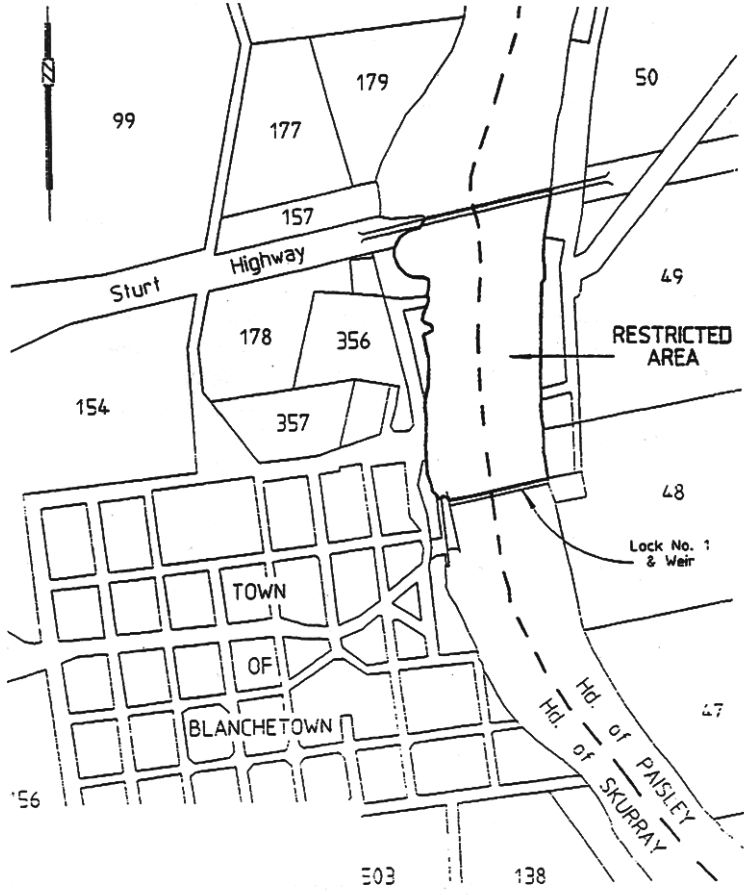 179
50
99
177
157
Sturt Highway
49
178
356
RESTRICTED
AREA
154
357
48
Lock No. 1
& Weir
TOWN
OF
BLANCHETOWN
Hd. of PAISLEY
Hd. of SKURRAY
47
156
503
138